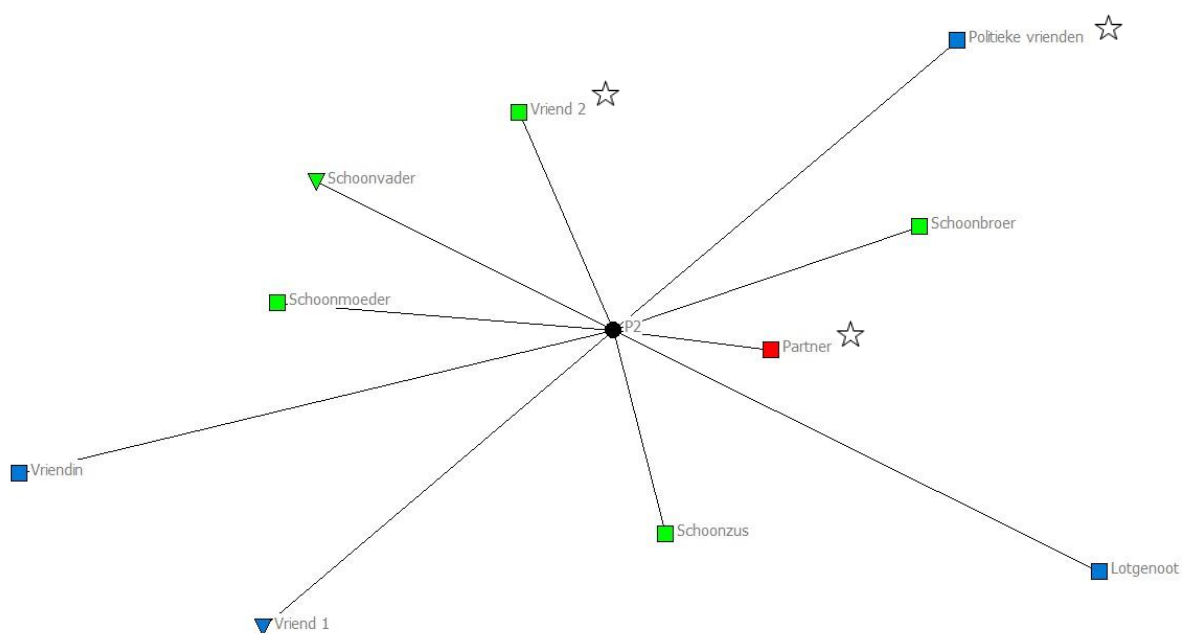 Politieke vrienden
Vriend 2
Schoonvader
Schoonbroer
Schoonmoeder
P2
Partner
Vriendin
Schoonzus
Lotgenoot
Vriend 1